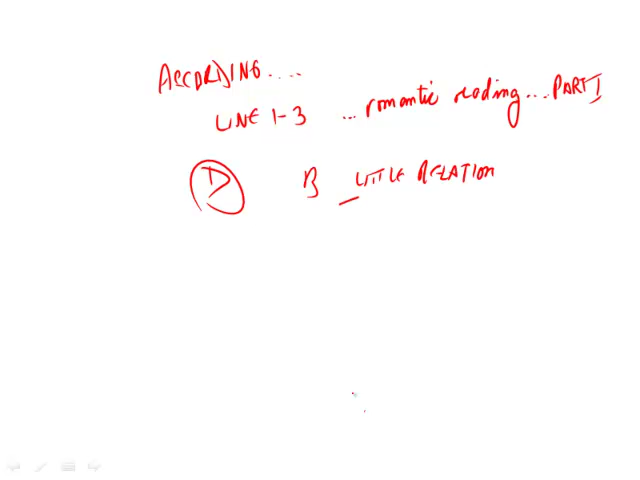 ACCORDING....
LINE 1-3 ...romantic reading...PART I
D B LITTLE RELATION